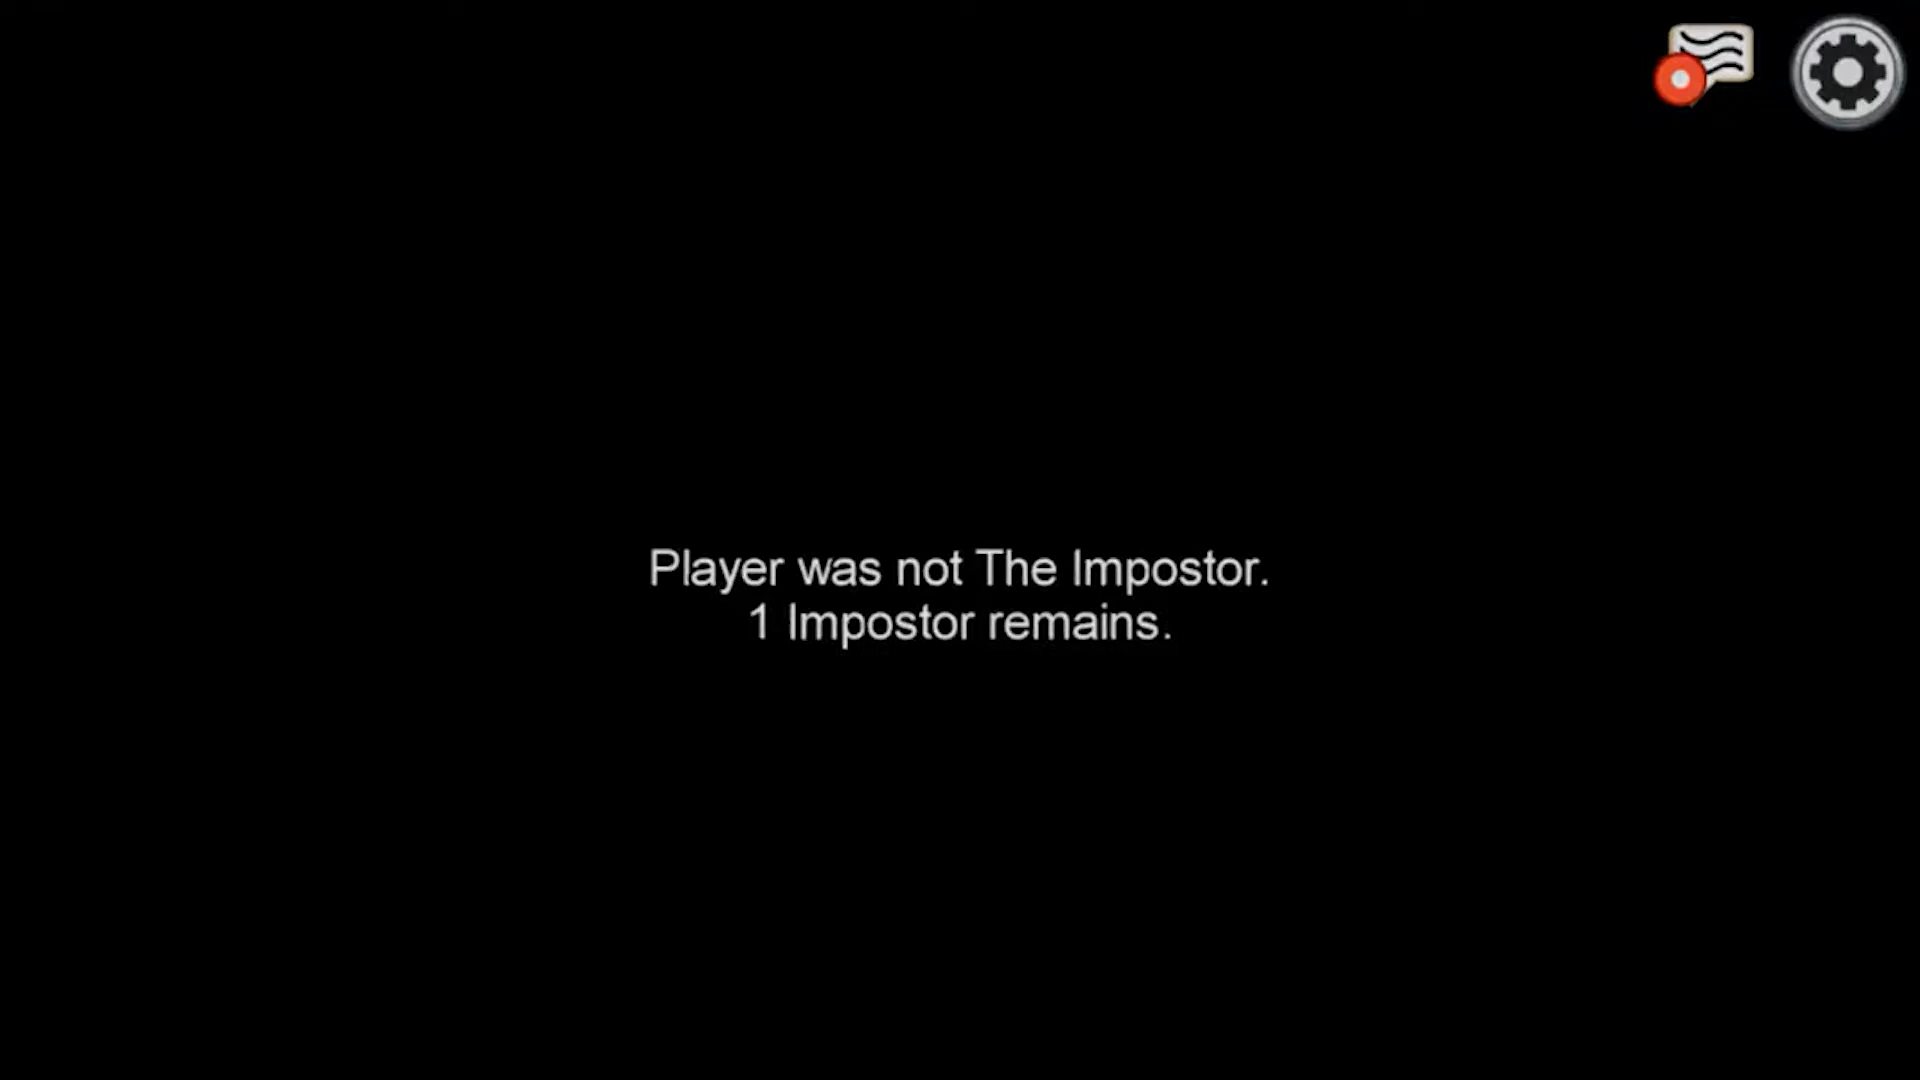 Player was not The Impostor.
1 Impostor remains.